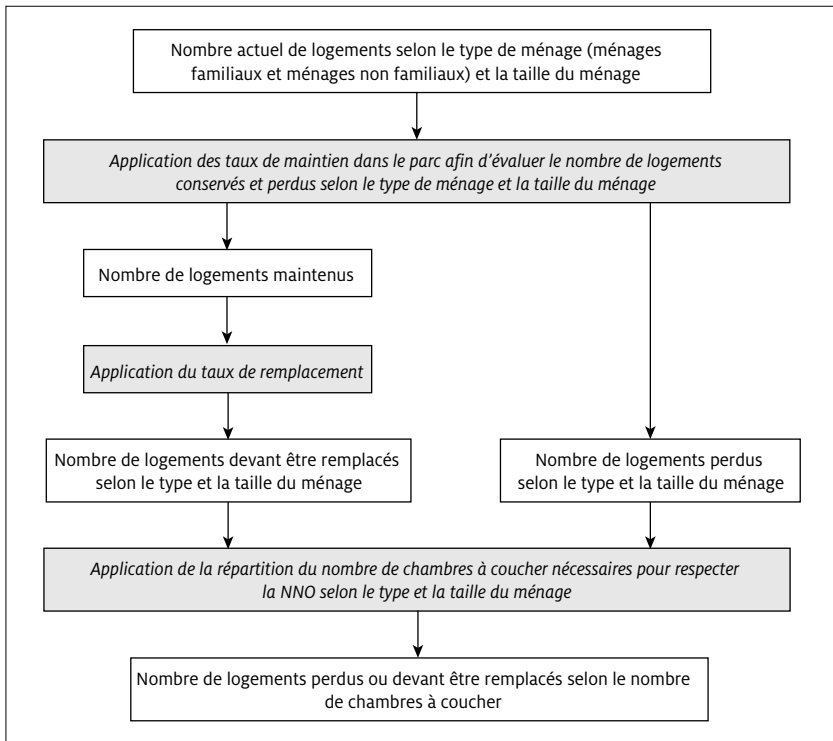 Nombre actuel de logements selon le type de ménage (ménages
familiaux et ménages non familiaux) et la taille du ménage
Application des taux de maintien dans le parc afin d’évaluer le nombre de logements
conservés et perdus selon le type de ménage et la taille du ménage
Nombre de logements maintenus
Application du taux de remplacement
Nombre de logements devant être remplacés
selon le type et la taille du ménage
Nombre de logements perdus
selon le type et la taille du ménage
Application de la répartition du nombre de chambres à coucher nécessaires pour respecter
la NNO selon le type et la taille du ménage
Nombre de logements perdus ou devant être remplacés selon le nombre
de chambres à coucher